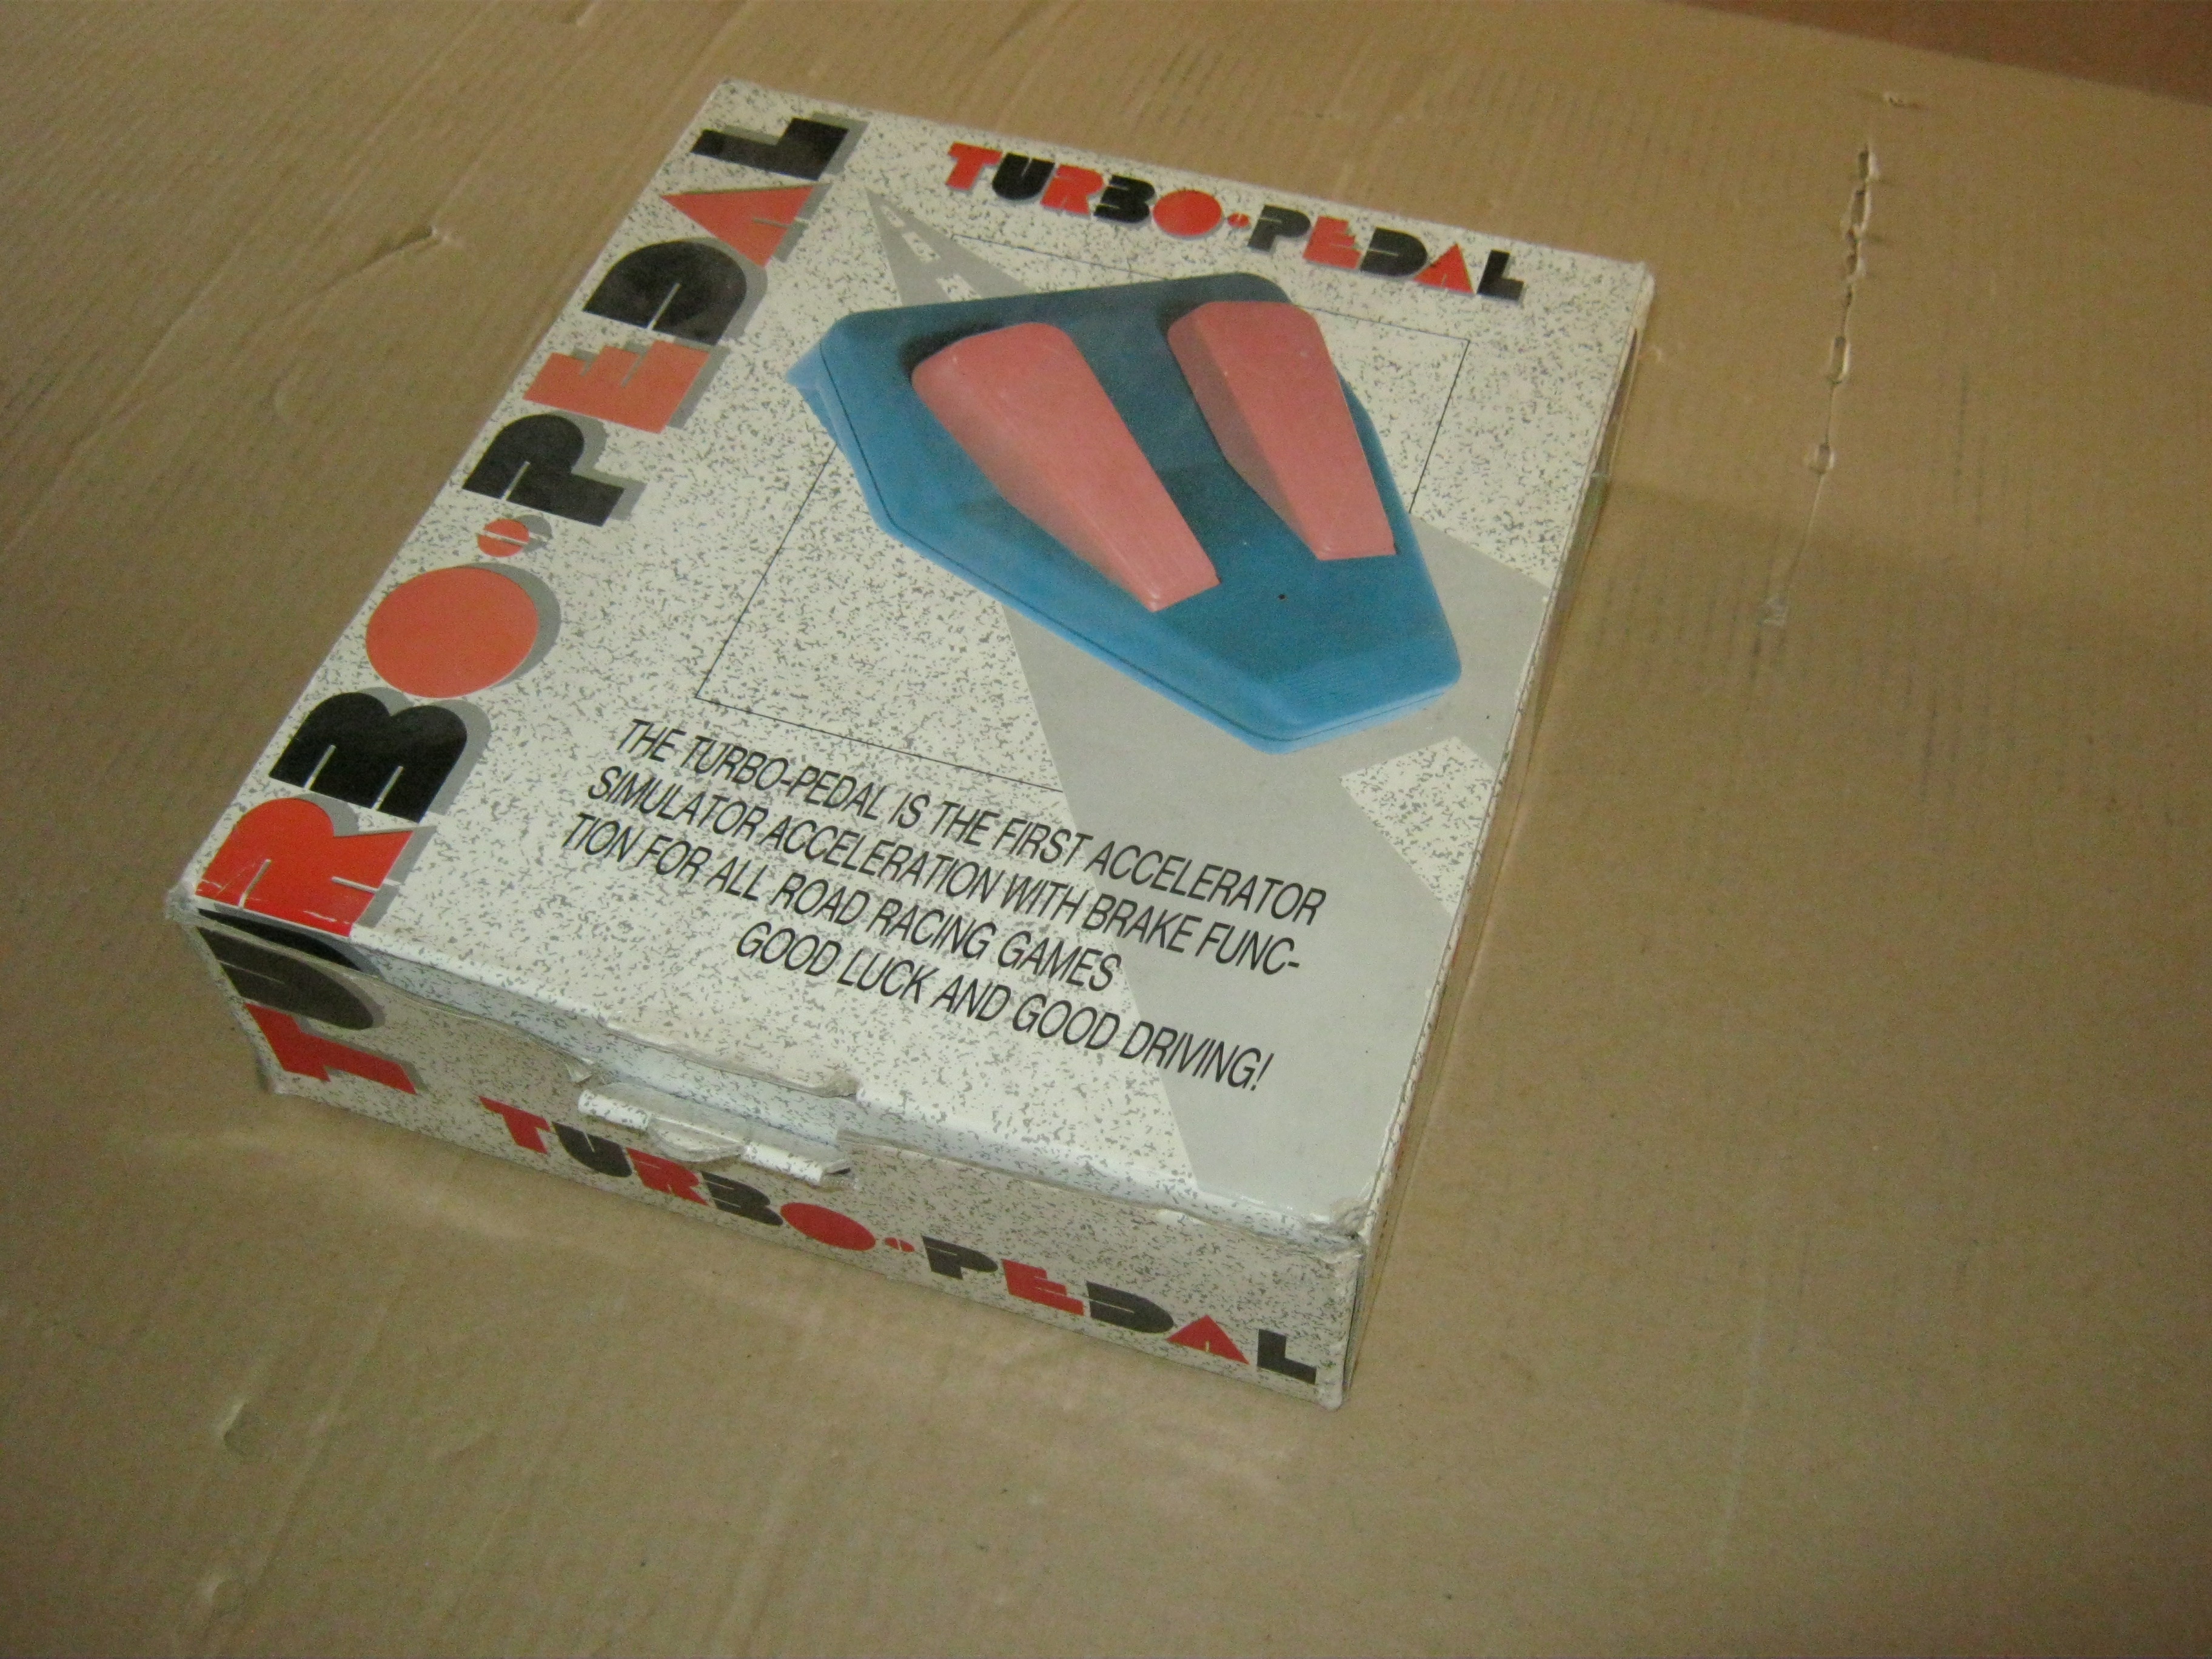 TURBO·PEDAL
TURBO·PEDAL
THE TURBO-PEDAL IS THE FIRST ACCELERATOR
SIMULATOR ACCELERATION WITH BRAKE FUNC-
TION FOR ALL ROAD RACING GAMES
GOOD LUCK AND GOOD DRIVING!
TURBO·PEDAL